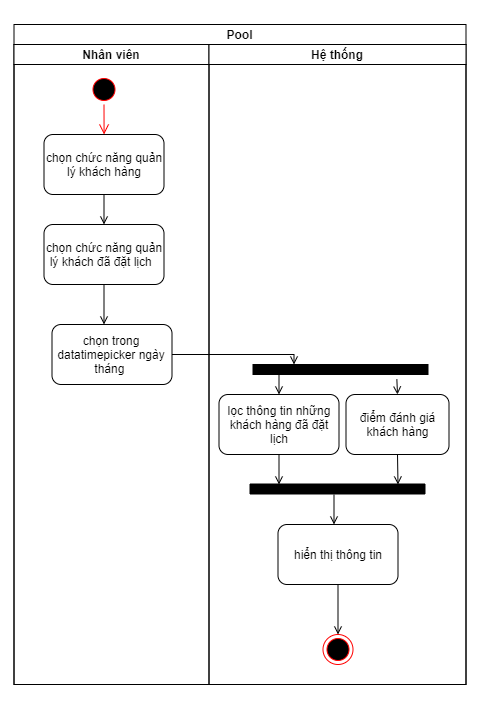 Pool
Nhân viên
Hệ thống
chọn chức năng quản
lý khách hàng
chọn chức năng quản
lý khách đã đặt lịch
chọn trong
datatimepicker ngày
tháng
lọc thông tin những
khách hàng đã đặt
lịch
điểm đánh giá
khách hàng
hiển thị thông tin